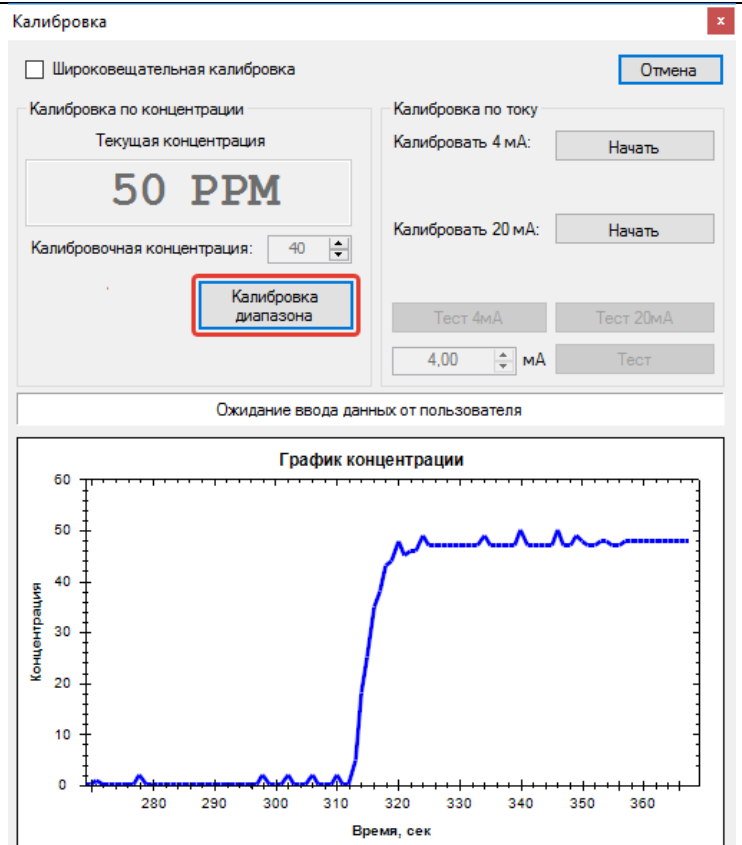 Калибровка
x
Широковещательная калибровка
Отмена
Калибровка по концентрации
Текущая концентрация
50 PPM
Калибровочная концентрация: 40
Калибровка
диапазона
Калибровка по току
Калибровать 4 мА: Начать
Калибровать 20 мА: Начать
Тест 4мА Тест 20мА
4,00 мА Тест
Ожидание ввода данных от пользователя
График концентрации
Концентрация
60
50
40
30
20
10
0
280 290 300 310 320 330 340 350 360
Время, сек